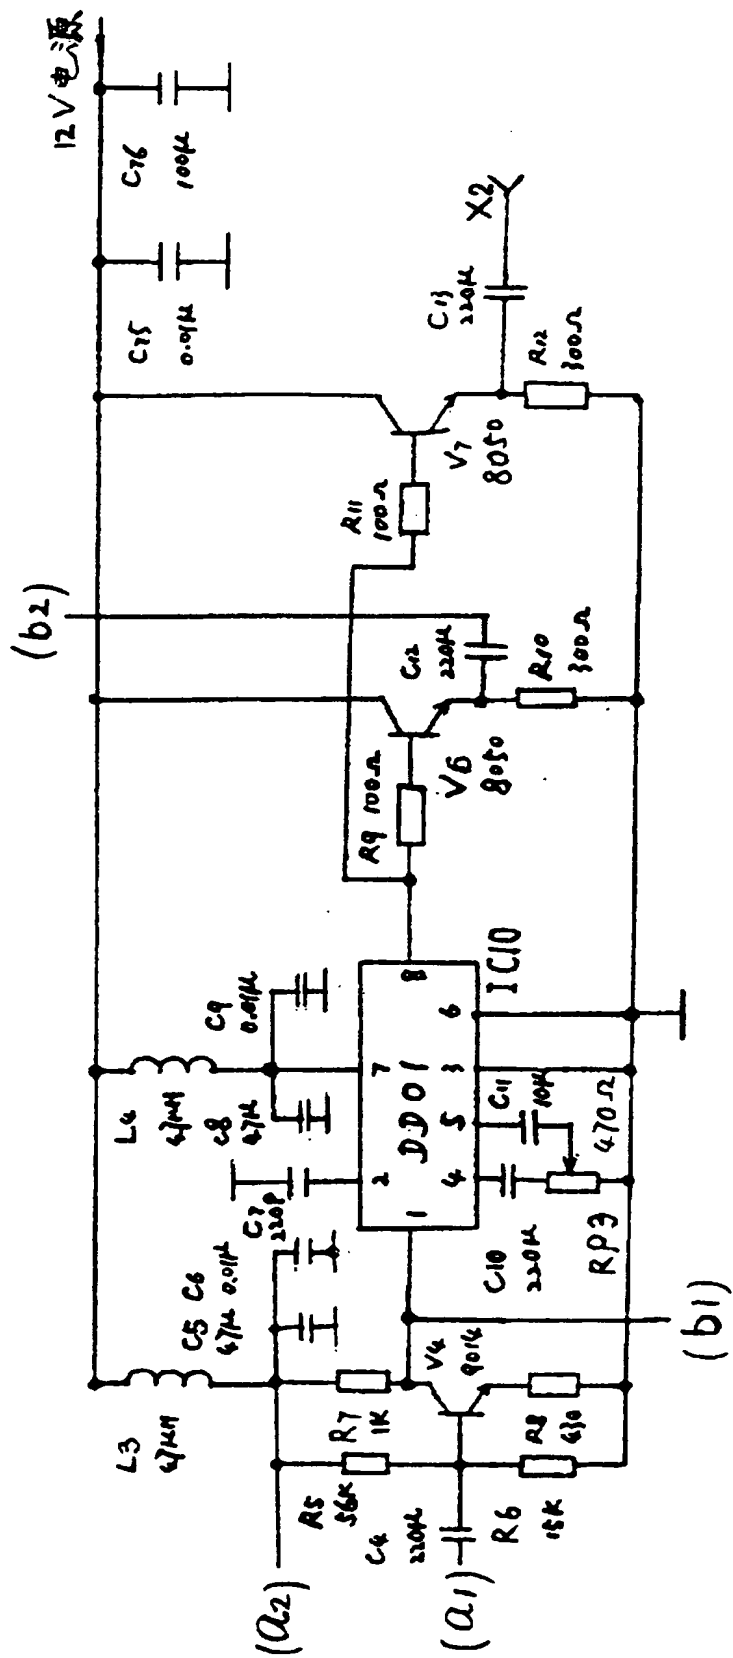 12V电源
C76
100μ
C75
0.01μ
X2
C13
220μ
R12
300Ω
V7
8050
R11
100Ω
(b2)
C12
220μ
R10
300Ω
V6
8050
R9 100Ω
IC10
DD01
8
6
7
3
5
2
4
1
C9
0.01μ
L4
47μH
C8
47μ
C7
220P
C11
10μ
470Ω
RP3
C10
220μ
C6
0.01μ
C5
47μ
(b1)
V4
9014
L3
47μH
R7
1K
R8
430
R5
56K
R6
15K
C4
220μ
(a2)
(a1)